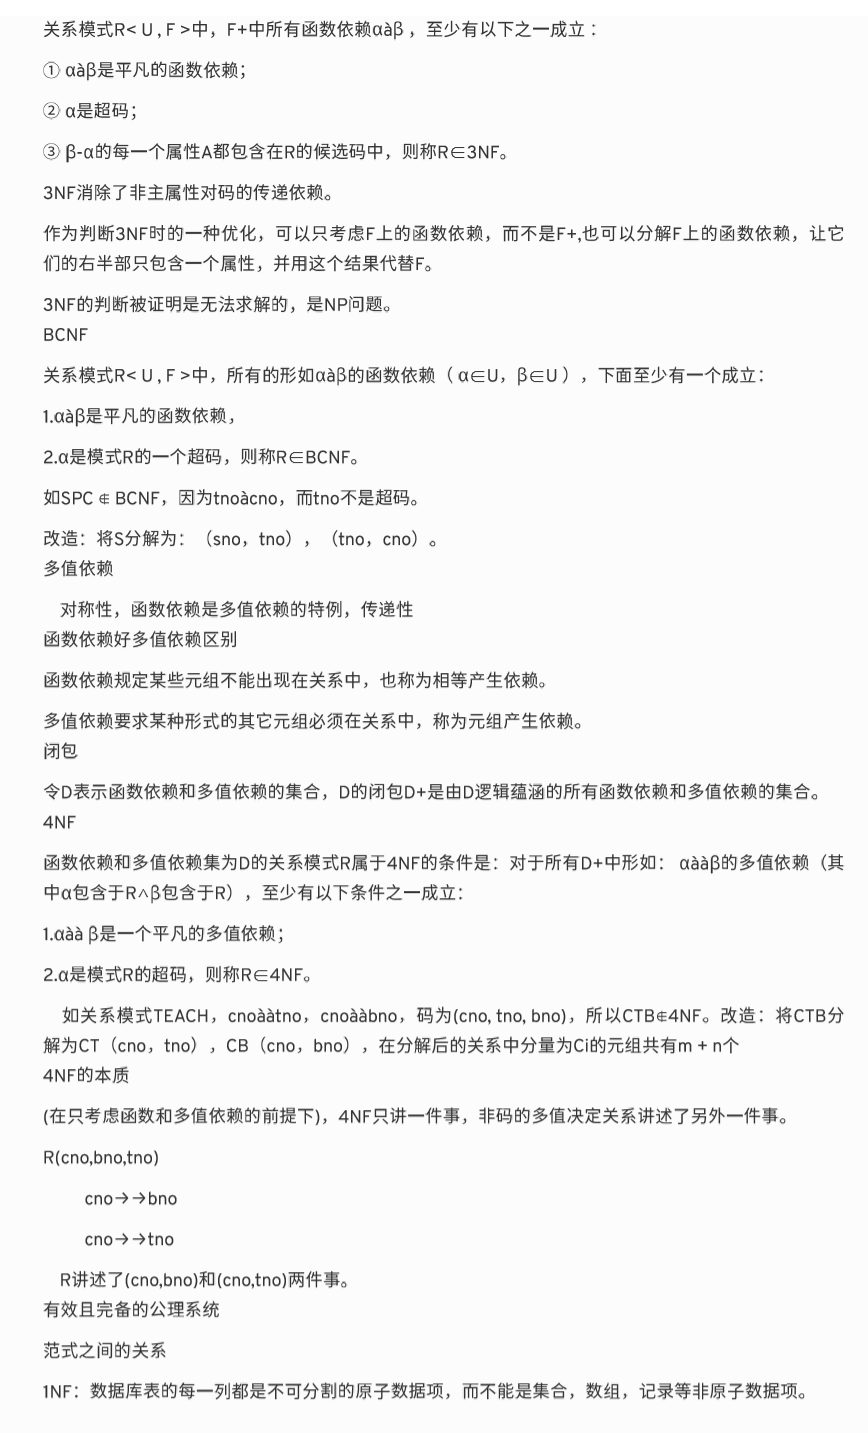 关系模式R< U , F >中，F+中所有函数依赖αàβ ，至少有以下之一成立：
① αàβ是平凡的函数依赖；
② α是超码；
③ β-α的每一个属性A都包含在R的候选码中，则称R∈3NF。
3NF消除了非主属性对码的传递依赖。
作为判断3NF时的一种优化，可以只考虑F上的函数依赖，而不是F+,也可以分解F上的函数依赖，让它
们的右半部只包含一个属性，并用这个结果代替F。
3NF的判断被证明是无法求解的，是NP问题。
BCNF
关系模式R< U , F >中，所有的形如αàβ的函数依赖（ α∈U，β∈U ），下面至少有一个成立：
1.αàβ是平凡的函数依赖，
2.α是模式R的一个超码，则称R∈BCNF。
如SPC ∉ BCNF，因为tnoàcno，而tno不是超码。
改造：将S分解为：（sno，tno），（tno，cno）。
多值依赖
对称性，函数依赖是多值依赖的特例，传递性
函数依赖好多值依赖区别
函数依赖规定某些元组不能出现在关系中，也称为相等产生依赖。
多值依赖要求某种形式的其它元组必须在关系中，称为元组产生依赖。
闭包
令D表示函数依赖和多值依赖的集合，D的闭包D+是由D逻辑蕴涵的所有函数依赖和多值依赖的集合。
4NF
函数依赖和多值依赖集为D的关系模式R属于4NF的条件是：对于所有D+中形如： αààβ的多值依赖（其
中α包含于R∧β包含于R），至少有以下条件之一成立：
1.αàà β是一个平凡的多值依赖；
2.α是模式R的超码，则称R∈4NF。
如关系模式TEACH，cnoààtno，cnoààbno，码为(cno, tno, bno)，所以CTB∉4NF。改造：将CTB分
解为CT（cno，tno），CB（cno，bno），在分解后的关系中分量为Ci的元组共有m + n个
4NF的本质
(在只考虑函数和多值依赖的前提下)，4NF只讲一件事，非码的多值决定关系讲述了另外一件事。
R(cno,bno,tno)
cno→→bno
cno→→tno
R讲述了(cno,bno)和(cno,tno)两件事。
有效且完备的公理系统
范式之间的关系
1NF：数据库表的每一列都是不可分割的原子数据项，而不能是集合，数组，记录等非原子数据项。